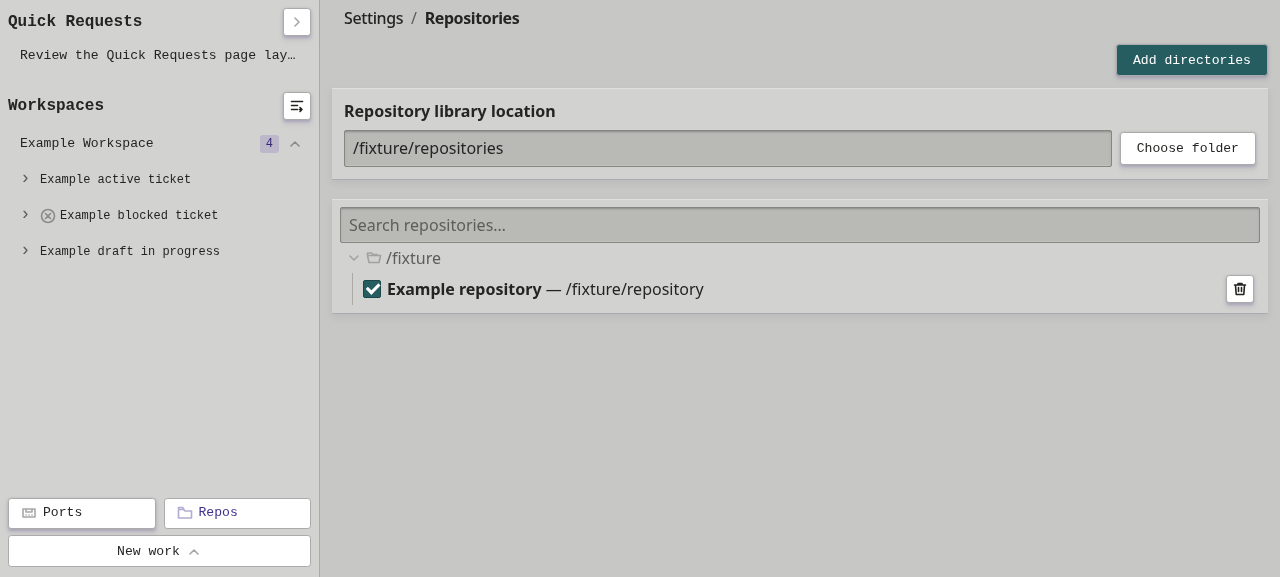 Quick Requests
Review the Quick Requests page lay…
Workspaces
Example Workspace 4
Example active ticket
Example blocked ticket
Example draft in progress
Ports
Repos
New work
Settings / Repositories
Add directories
Repository library location
/fixture/repositories
Choose folder
Search repositories...
/fixture
Example repository — /fixture/repository